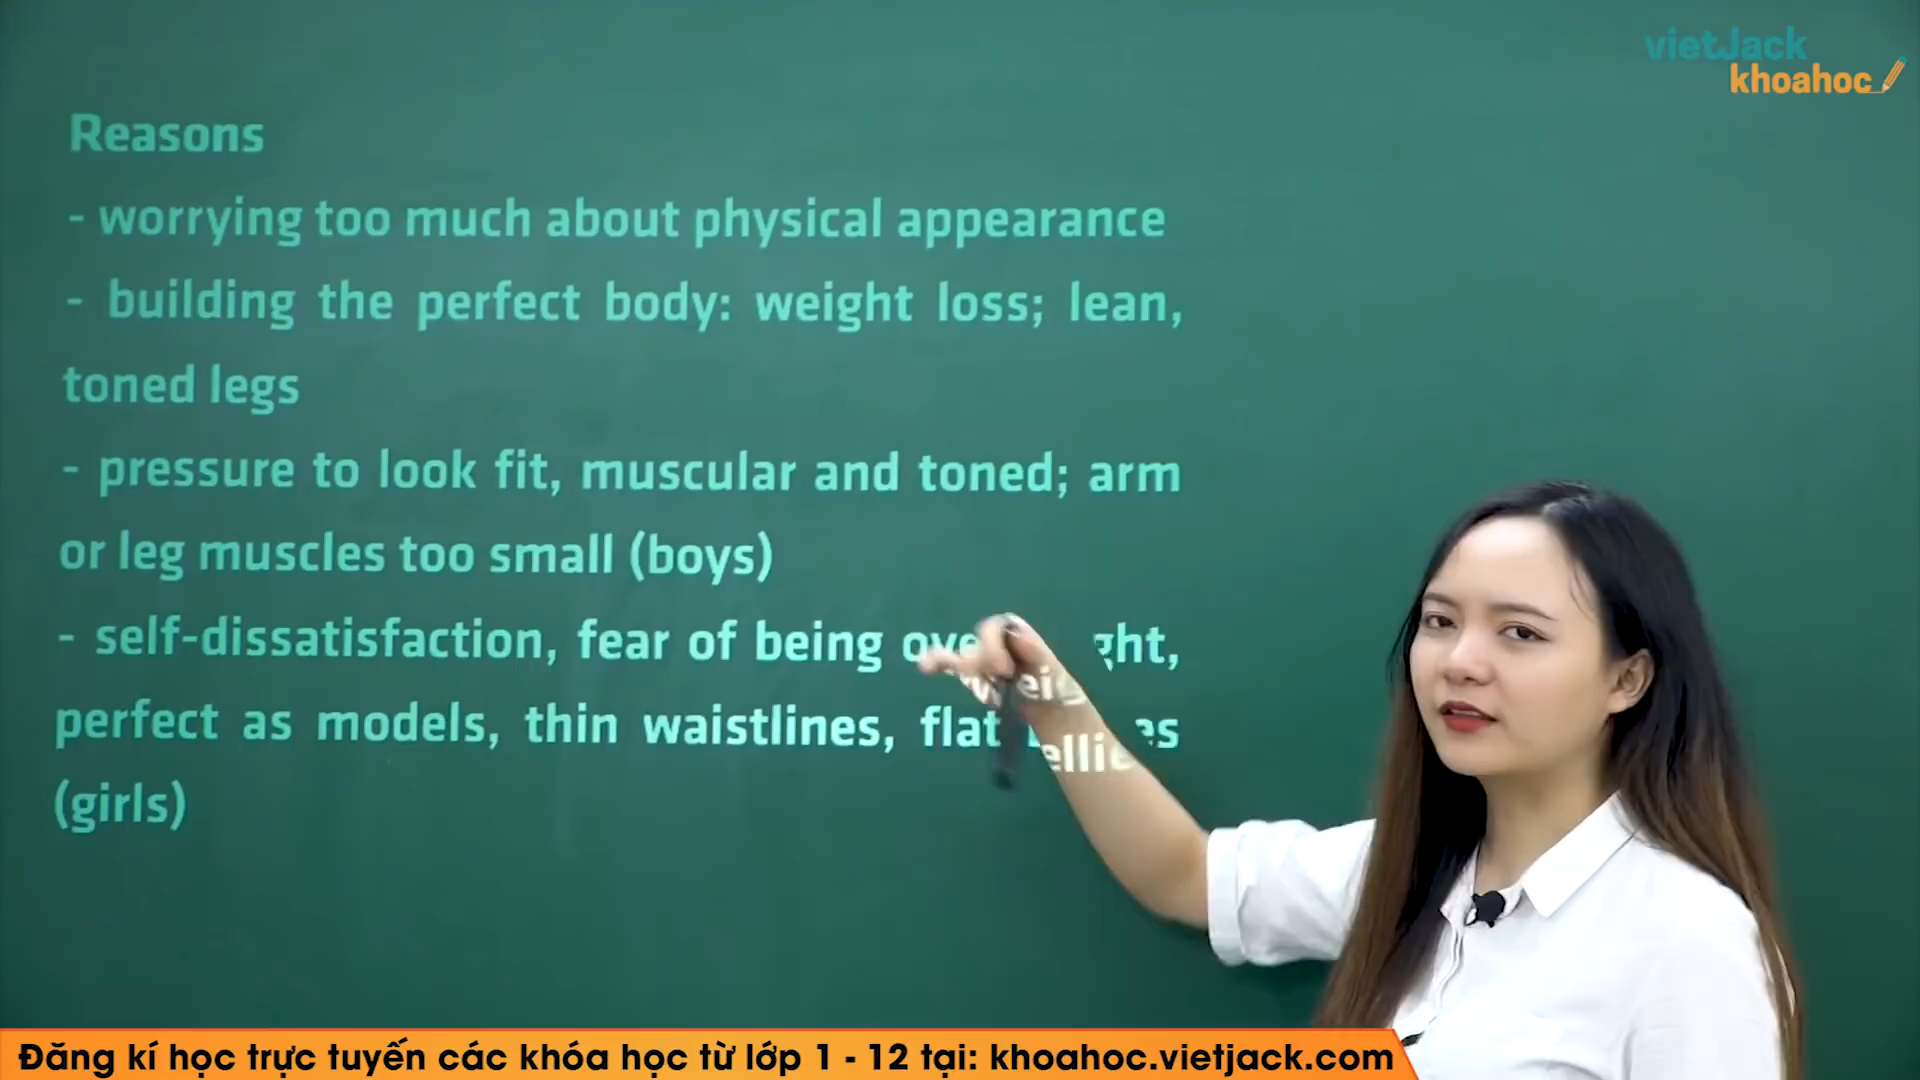 vietJack
khoahoc
Reasons
- worrying too much about physical appearance
- building the perfect body: weight loss; lean,
toned legs
- pressure to look fit, muscular and toned; arm
or leg muscles too small (boys)
- self-dissatisfaction, fear of being overweight,
perfect as models, thin waistlines, flat bellies
(girls)
Đăng kí học trực tuyến các khóa học từ lớp 1 - 12 tại: khoahoc.vietjack.com